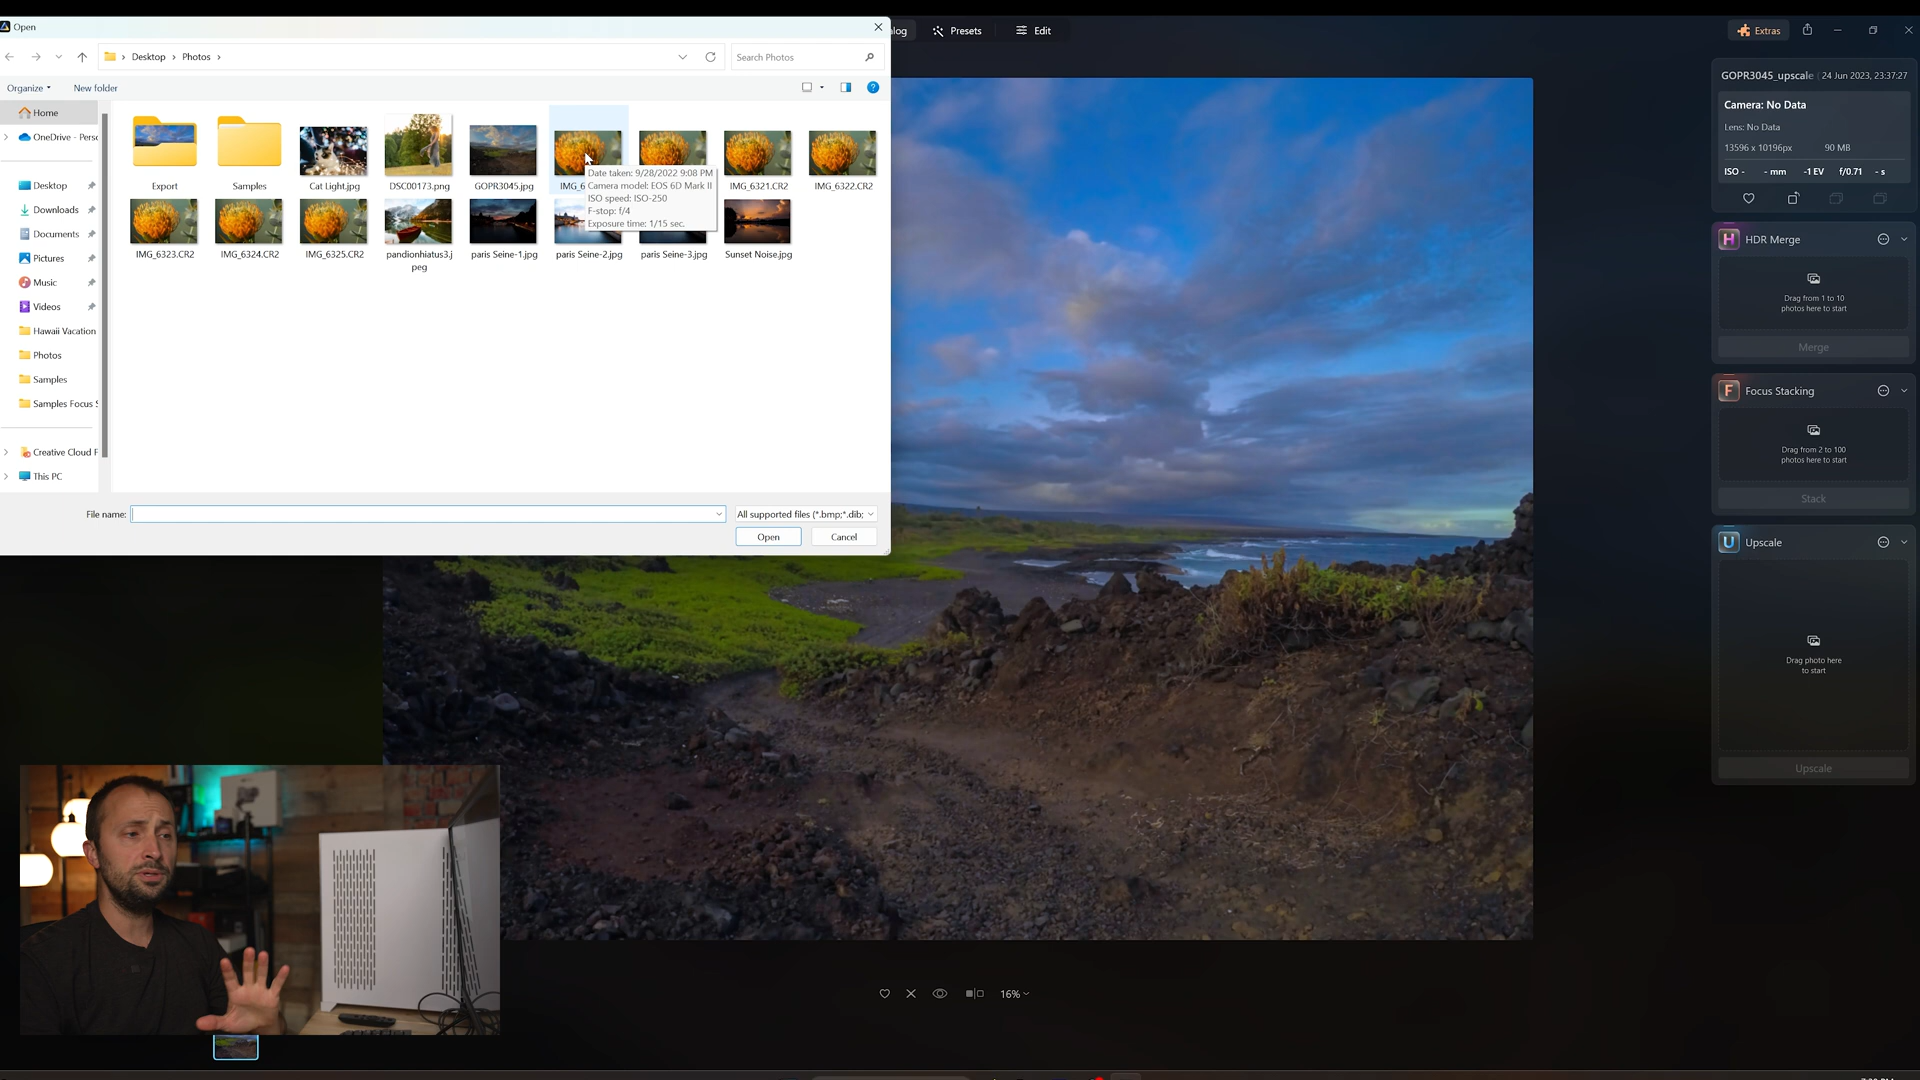 Open
log
Presets
Edit
Extras
Desktop
Photos
Search Photos
Organize
New folder
Home
OneDrive - Perso
Desktop
Downloads
Documents
Pictures
Music
Videos
Hawaii Vacation
Photos
Samples
Samples Focus S
Creative Cloud F
This PC
Export
Samples
Cat Light.jpg
DSC00173.png
GOPR3045.jpg
IMG_6
IMG_6321.CR2
IMG_6322.CR2
Date taken: 9/28/2022 9:08 PM
Camera model: EOS 6D Mark II
ISO speed: ISO-250
F-stop: f/4
Exposure time: 1/15 sec.
IMG_6323.CR2
IMG_6324.CR2
IMG_6325.CR2
pandionhiatus3.j
peg
paris Seine-1.jpg
paris Seine-2.jpg
paris Seine-3.jpg
Sunset Noise.jpg
File name:
All supported files (*.bmp;*.dib;
Open
Cancel
GOPR3045_upscale
24 Jun 2023, 23:37:27
Camera: No Data
Lens: No Data
13596 x 10196px
90 MB
ISO -
- mm
-1 EV
f/0.71
- s
H
HDR Merge
Drag from 1 to 10
photos here to start
Merge
F
Focus Stacking
Drag from 2 to 100
photos here to start
Stack
U
Upscale
Drag photo here
to start
Upscale
16%